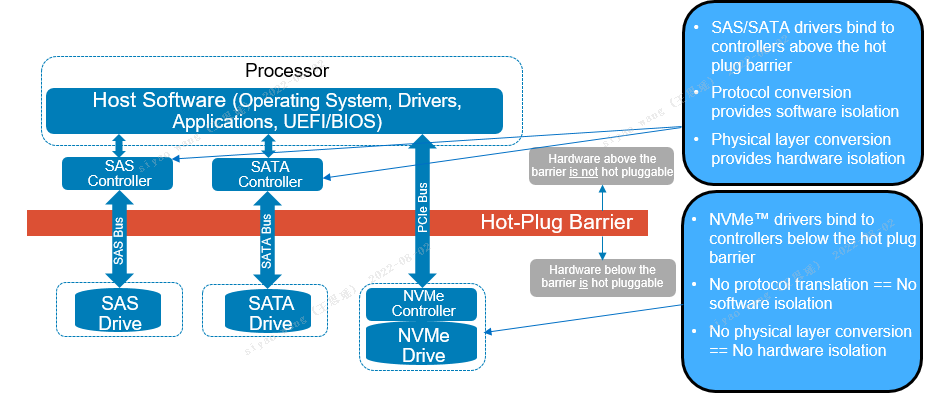 Processor
Host Software (Operating System, Drivers,
Applications, UEFI/BIOS)
SAS
Controller
SATA
Controller
SAS Bus
SATA Bus
PCIe Bus
Hot-Plug Barrier
SAS
Drive
SATA
Drive
NVMe
Controller
NVMe
Drive
Hardware above the
barrier is not hot pluggable
Hardware below the
barrier is hot pluggable
• SAS/SATA drivers bind to
controllers above the hot
plug barrier
• Protocol conversion
provides software isolation
• Physical layer conversion
provides hardware isolation
• NVMe™ drivers bind to
controllers below the hot plug
barrier
• No protocol translation == No
software isolation
• No physical layer conversion
== No hardware isolation